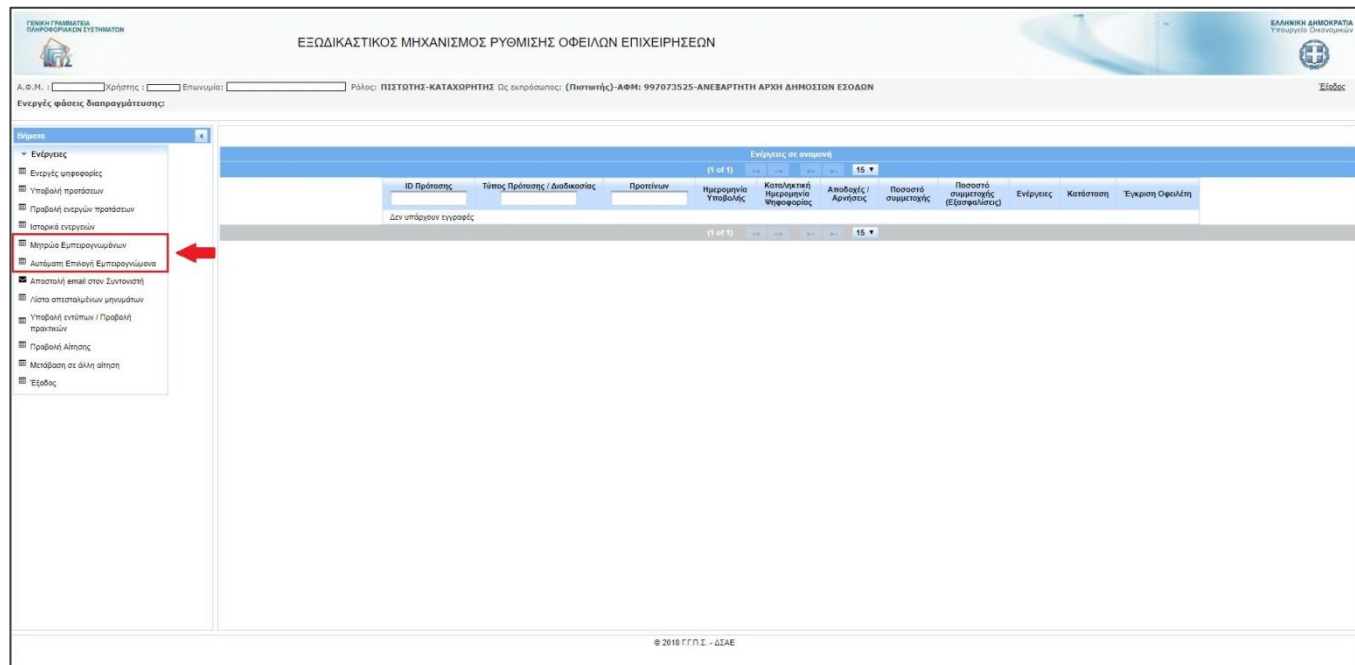 ΓΕΝΙΚΗ ΓΡΑΜΜΑΤΕΙΑ
ΠΛΗΡΟΦΟΡΙΑΚΩΝ ΣΥΣΤΗΜΑΤΩΝ
ΕΞΩΔΙΚΑΣΤΙΚΟΣ ΜΗΧΑΝΙΣΜΟΣ ΡΥΘΜΙΣΗΣ ΟΦΕΙΛΩΝ ΕΠΙΧΕΙΡΗΣΕΩΝ
ΕΛΛΗΝΙΚΗ ΔΗΜΟΚΡΑΤΙΑ
Υπουργείο Οικονομικών
Α.Φ.Μ. : Χρήστης : Επωνυμία: Ρόλος: ΠΙΣΤΩΤΗΣ-ΚΑΤΑΧΩΡΗΤΗΣ Ως εκπρόσωπος: (Πιστωτής)-ΑΦΜ: 997073525-ΑΝΕΞΑΡΤΗΤΗ ΑΡΧΗ ΔΗΜΟΣΙΩΝ ΕΣΟΔΩΝ Έξοδος
Ενεργές φάσεις διαπραγμάτευσης:
Βήματα
Ενέργειες
Ενεργές ψηφοφορίες
Υποβολή προτάσεων
Προβολή ενεργών προτάσεων
Ιστορικό ενεργειών
Μητρώο Εμπειρογνωμόνων
Αυτόματη Επιλογή Εμπειρογνώμονα
Αποστολή email στον Συντονιστή
Λίστα απεσταλμένων μηνυμάτων
Υποβολή εντύπων / Προβολή
πρακτικών
Προβολή Αίτησης
Μετάβαση σε άλλη αίτηση
Έξοδος
Ενέργειες σε αναμονή
(1 of 1) 15
ID Πρότασης Τύπος Πρότασης / Διαδικασίας Προτείνων Ημερομηνία Υποβολής Καταληκτική Ημερομηνία Ψηφοφορίας Αποδοχές / Αρνήσεις Ποσοστό συμμετοχής Ποσοστό συμμετοχής (Εξασφαλίσεις) Ενέργειες Κατάσταση Έγκριση Οφειλέτη
Δεν υπάρχουν εγγραφές
(1 of 1) 15
© 2018 Γ.Γ.Π.Σ. - ΔΣΑΕ